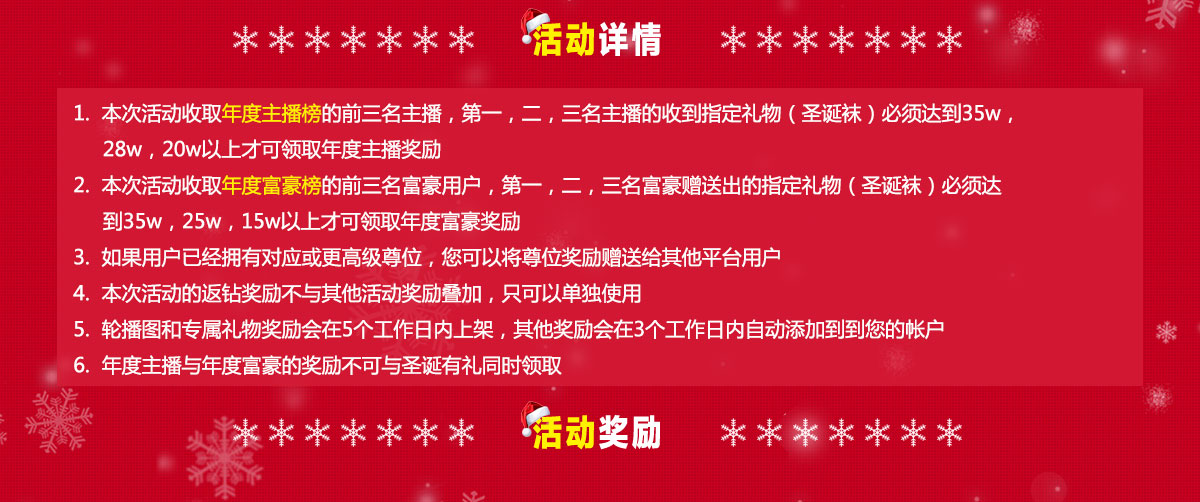 活动详情
1. 本次活动收取年度主播榜的前三名主播，第一，二，三名主播的收到指定礼物（圣诞袜）必须达到35w，
28w，20w以上才可领取年度主播奖励
2. 本次活动收取年度富豪榜的前三名富豪用户，第一，二，三名富豪赠送出的指定礼物（圣诞袜）必须达
到35w，25w，15w以上才可领取年度富豪奖励
3. 如果用户已经拥有对应或更高级尊位，您可以将尊位奖励赠送给其他平台用户
4. 本次活动的返钻奖励不与其他活动奖励叠加，只可以单独使用
5. 轮播图和专属礼物奖励会在5个工作日内上架，其他奖励会在3个工作日内自动添加到到您的帐户
6. 年度主播与年度富豪的奖励不可与圣诞有礼同时领取
活动奖励